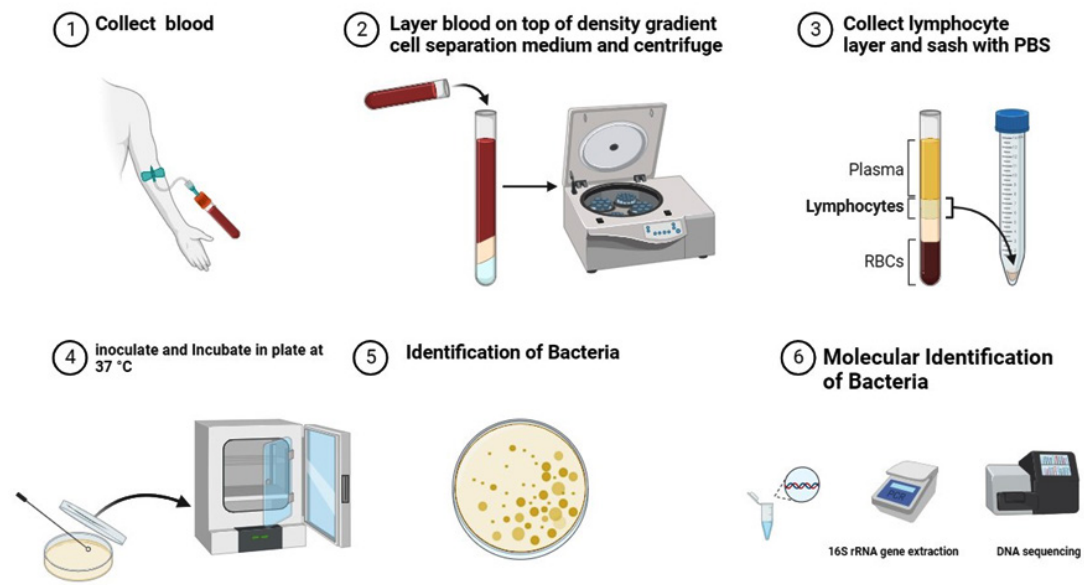 1 Collect blood
2 Layer blood on top of density gradient
cell separation medium and centrifuge
3 Collect lymphocyte
layer and sash with PBS
Plasma
Lymphocytes
RBCs
4 inoculate and Incubate in plate at
37 °C
5 Identification of Bacteria
6 Molecular Identification
of Bacteria
PCR
16S rRNA gene extraction
DNA sequencing